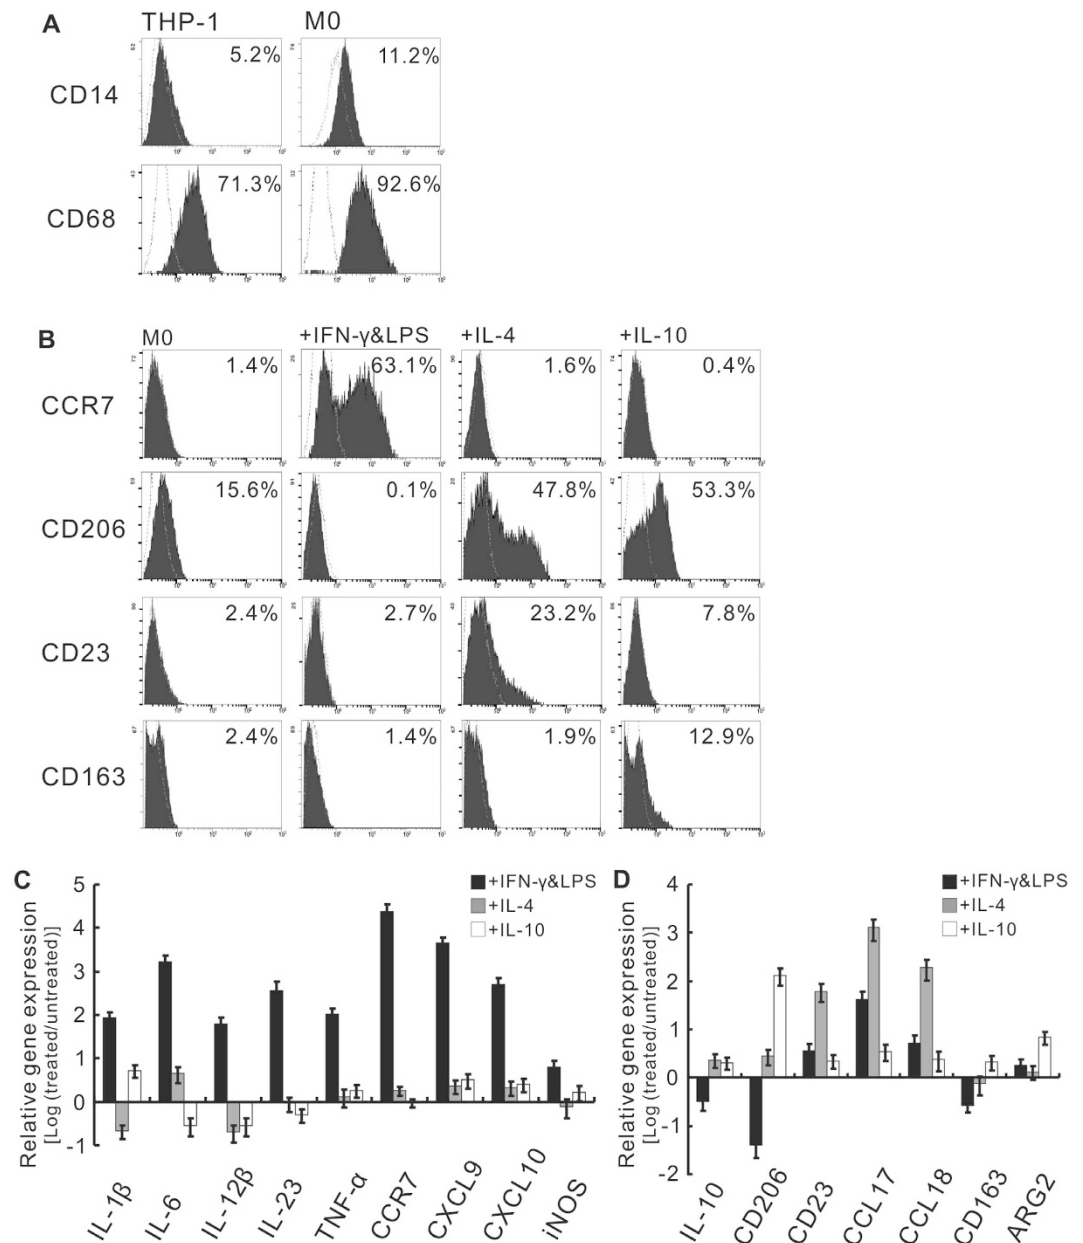 A
THP-1 M0
CD14 5.2% 11.2%
CD68 71.3% 92.6%
B
M0 +IFN-γ&LPS +IL-4 +IL-10
CCR7 1.4% 63.1% 1.6% 0.4%
CD206 15.6% 0.1% 47.8% 53.3%
CD23 2.4% 2.7% 23.2% 7.8%
CD163 2.4% 1.4% 1.9% 12.9%
C
Relative gene expression
[Log (treated/untreated)]
5
4
3
2
1
0
-1
+IFN-γ&LPS
+IL-4
+IL-10
IL-1β IL-6 IL-12β IL-23 TNF-α CCR7 CXCL9 CXCL10 iNOS
D
Relative gene expression
[Log (treated/untreated)]
4
3
2
1
0
-1
-2
+IFN-γ&LPS
+IL-4
+IL-10
IL-10 CD206 CD23 CCL17 CCL18 CD163 ARG2